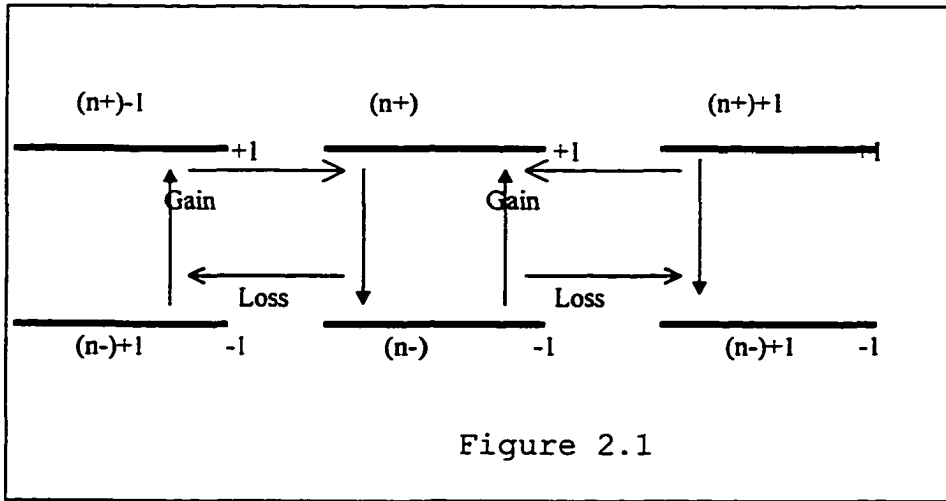 (n+)-1 (n+) (n+)+1
+1 +1 +1
Gain Gain
Loss Loss
(n-)+1 -1 (n-) -1 (n-)+1 -1
Figure 2.1